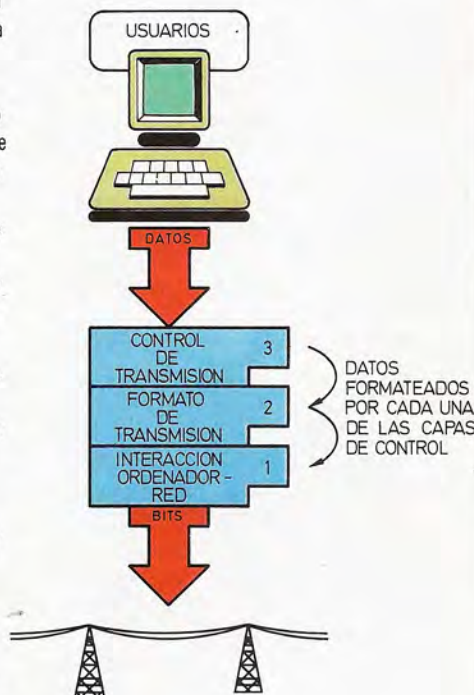 a
e
USUARIOS
DATOS
CONTROL
DE
TRANSMISION
3
FORMATO
DE
TRANSMISION
2
INTERACCION
ORDENADOR-
RED
1
DATOS
FORMATEADOS
POR CADA UNA
DE LAS CAPAS
DE CONTROL
BITS